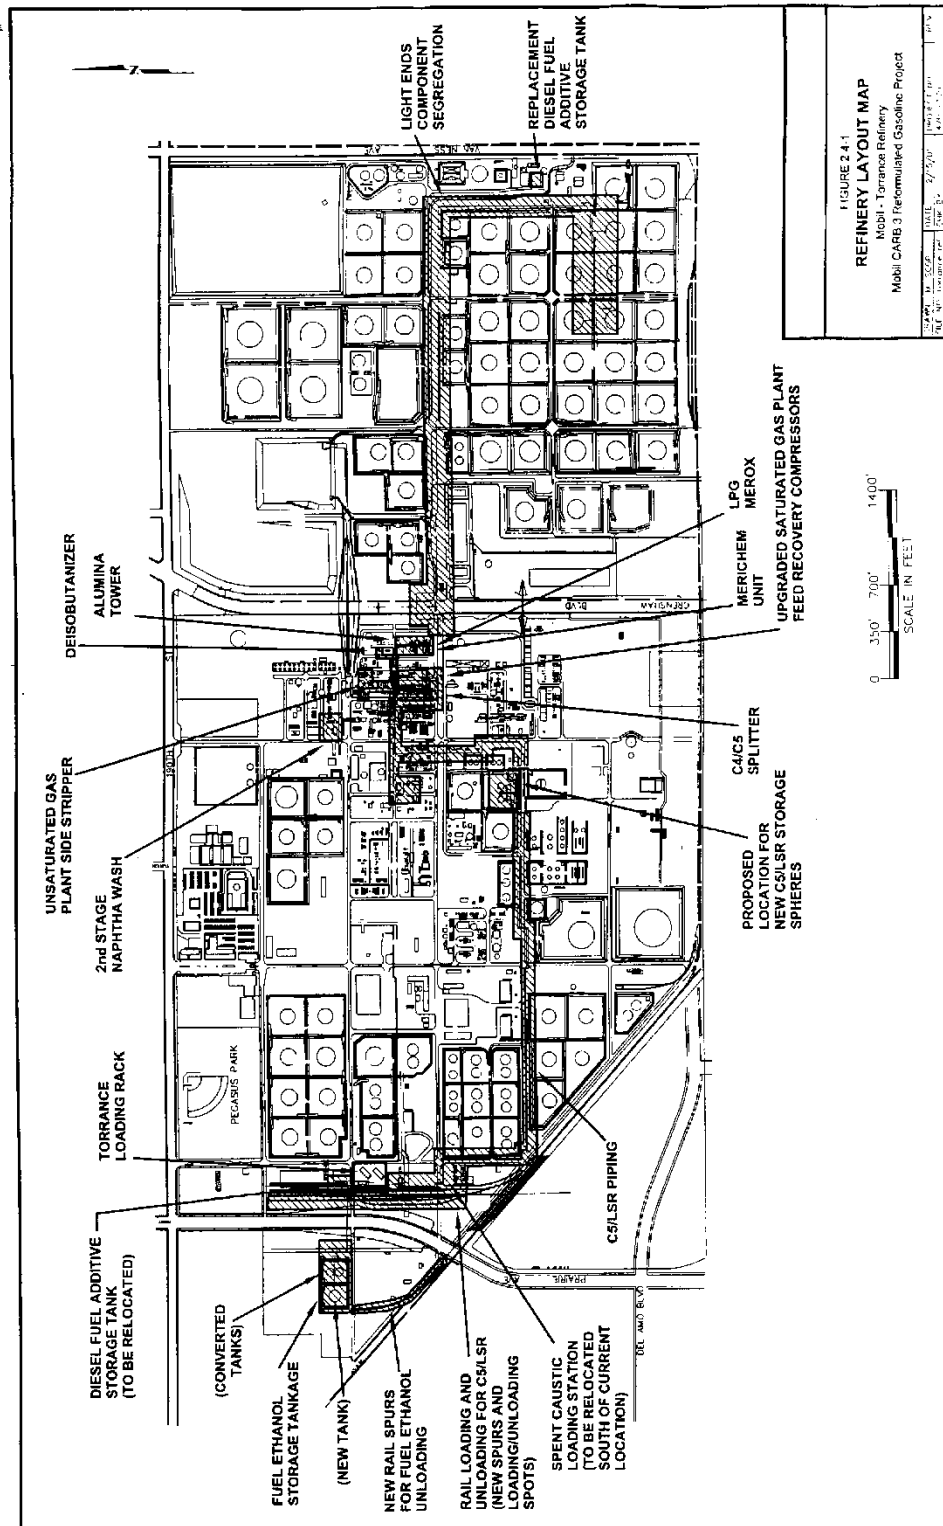 DIESEL FUEL ADDITIVE
STORAGE TANK
(TO BE RELOCATED)
TORRANCE
LOADING RACK
2nd STAGE
NAPHTHA WASH
UNSATURATED GAS
PLANT SIDE STRIPPER
DEISOBUTANIZER
ALUMINA
TOWER
LIGHT ENDS
COMPONENT
SEGREGATION
REPLACEMENT
DIESEL FUEL
ADDITIVE
STORAGE TANK
(CONVERTED
TANKS)
FUEL ETHANOL
STORAGE TANKAGE
(NEW TANK)
NEW RAIL SPURS
FOR FUEL ETHANOL
UNLOADING
RAIL LOADING AND
UNLOADING FOR C5/LSR
(NEW SPURS AND
LOADING/UNLOADING
SPOTS)
SPENT CAUSTIC
LOADING STATION
(TO BE RELOCATED
SOUTH OF CURRENT
LOCATION)
190TH
ST
PEGASUS PARK
VAN NESS
AVE
CRENSHAW
BLVD
PRAIRIE
DEL AMO BLVD
C5/LSR PIPING
PROPOSED
LOCATION FOR
NEW C5/LSR STORAGE
SPHERES
C4/C5
SPLITTER
MERICHEM
UNIT
UPGRADED SATURATED GAS PLANT
FEED RECOVERY COMPRESSORS
LPG
MEROX
0 350' 700' 1400'
SCALE IN FEET
FIGURE 2.4-1
REFINERY LAYOUT MAP
Mobil - Torrance Refinery
Mobil CARB 3 Reformulated Gasoline Project
DATE